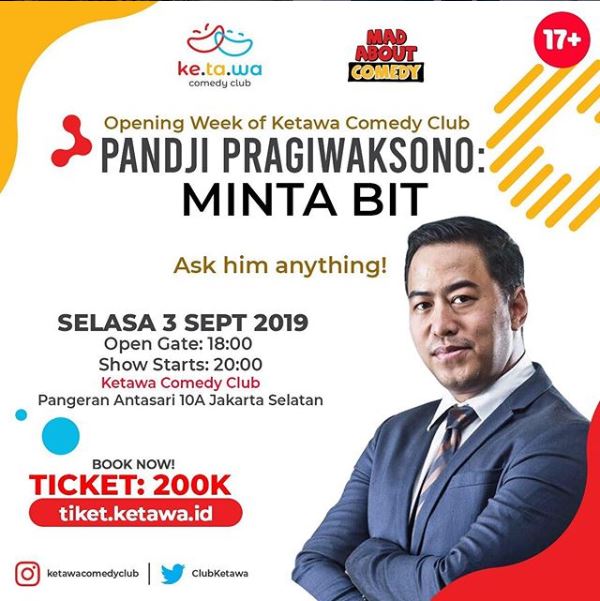 ke.ta.wa
comedy club
MAD
ABOUT
COMEDY
17+
Opening Week of Ketawa Comedy Club
PANDJI PRAGIWAKSONO:
MINTA BIT
Ask him anything!
SELASA 3 SEPT 2019
Open Gate: 18:00
Show Starts: 20:00
Ketawa Comedy Club
Pangeran Antasari 10A Jakarta Selatan
BOOK NOW!
TICKET: 200K
tiket.ketawa.id
ketawacomedyclub
ClubKetawa